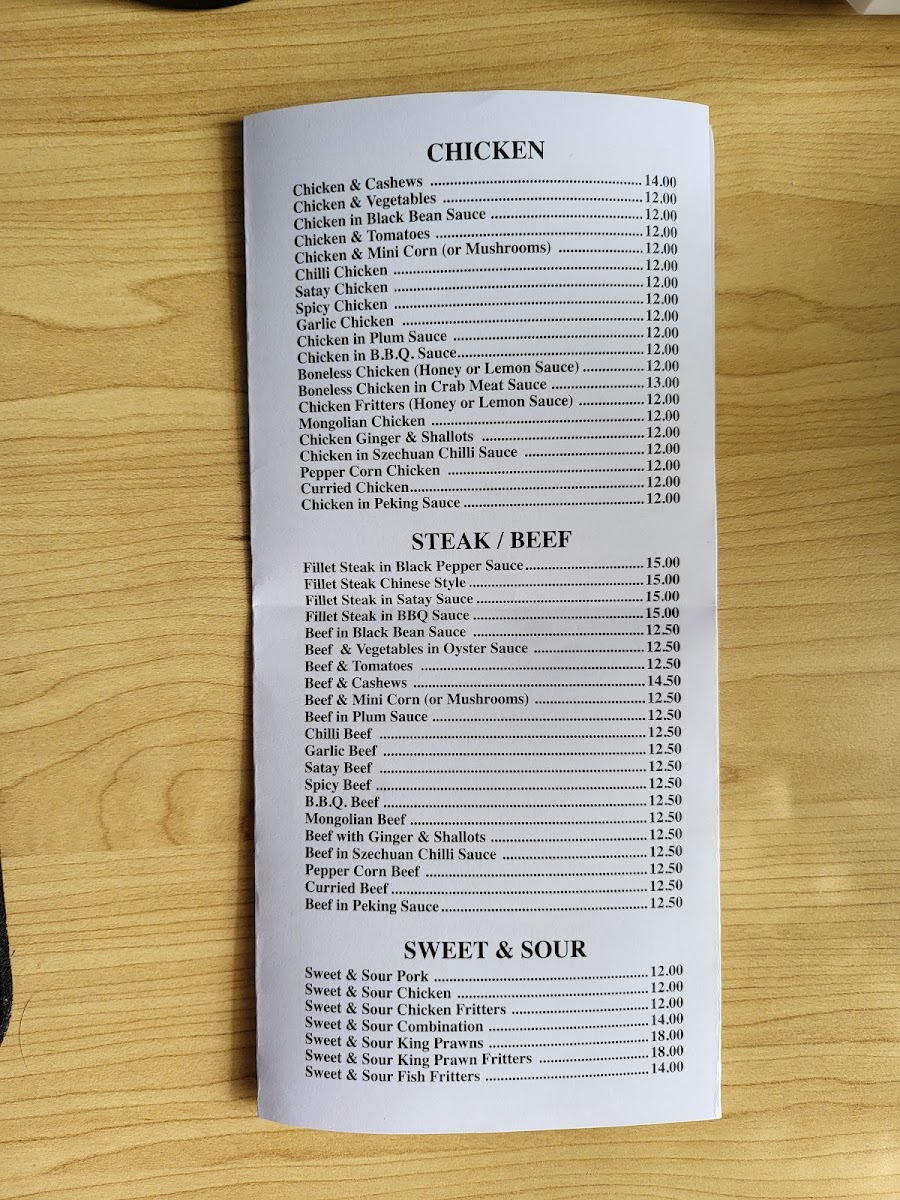 CHICKEN
Chicken & Cashews ........ 14.00
Chicken & Vegetables ........ 12.00
Chicken in Black Bean Sauce ........ 12.00
Chicken & Tomatoes ........ 12.00
Chicken & Mini Corn (or Mushrooms) ........ 12.00
Chilli Chicken ........ 12.00
Satay Chicken ........ 12.00
Spicy Chicken ........ 12.00
Garlic Chicken ........ 12.00
Chicken in Plum Sauce ........ 12.00
Chicken in B.B.Q. Sauce ........ 12.00
Boneless Chicken (Honey or Lemon Sauce) ........ 12.00
Boneless Chicken in Crab Meat Sauce ........ 13.00
Chicken Fritters (Honey or Lemon Sauce) ........ 12.00
Mongolian Chicken ........ 12.00
Chicken Ginger & Shallots ........ 12.00
Chicken in Szechuan Chilli Sauce ........ 12.00
Pepper Corn Chicken ........ 12.00
Curried Chicken ........ 12.00
Chicken in Peking Sauce ........ 12.00
STEAK / BEEF
Fillet Steak in Black Pepper Sauce ........ 15.00
Fillet Steak Chinese Style ........ 15.00
Fillet Steak in Satay Sauce ........ 15.00
Fillet Steak in BBQ Sauce ........ 15.00
Beef in Black Bean Sauce ........ 12.50
Beef & Vegetables in Oyster Sauce ........ 12.50
Beef & Tomatoes ........ 12.50
Beef & Cashews ........ 14.50
Beef & Mini Corn (or Mushrooms) ........ 12.50
Beef in Plum Sauce ........ 12.50
Chilli Beef ........ 12.50
Garlic Beef ........ 12.50
Satay Beef ........ 12.50
Spicy Beef ........ 12.50
B.B.Q. Beef ........ 12.50
Mongolian Beef ........ 12.50
Beef with Ginger & Shallots ........ 12.50
Beef in Szechuan Chilli Sauce ........ 12.50
Pepper Corn Beef ........ 12.50
Curried Beef ........ 12.50
Beef in Peking Sauce ........ 12.50
SWEET & SOUR
Sweet & Sour Pork ........ 12.00
Sweet & Sour Chicken ........ 12.00
Sweet & Sour Chicken Fritters ........ 12.00
Sweet & Sour Combination ........ 14.00
Sweet & Sour King Prawns ........ 18.00
Sweet & Sour King Prawn Fritters ........ 18.00
Sweet & Sour Fish Fritters ........ 14.00